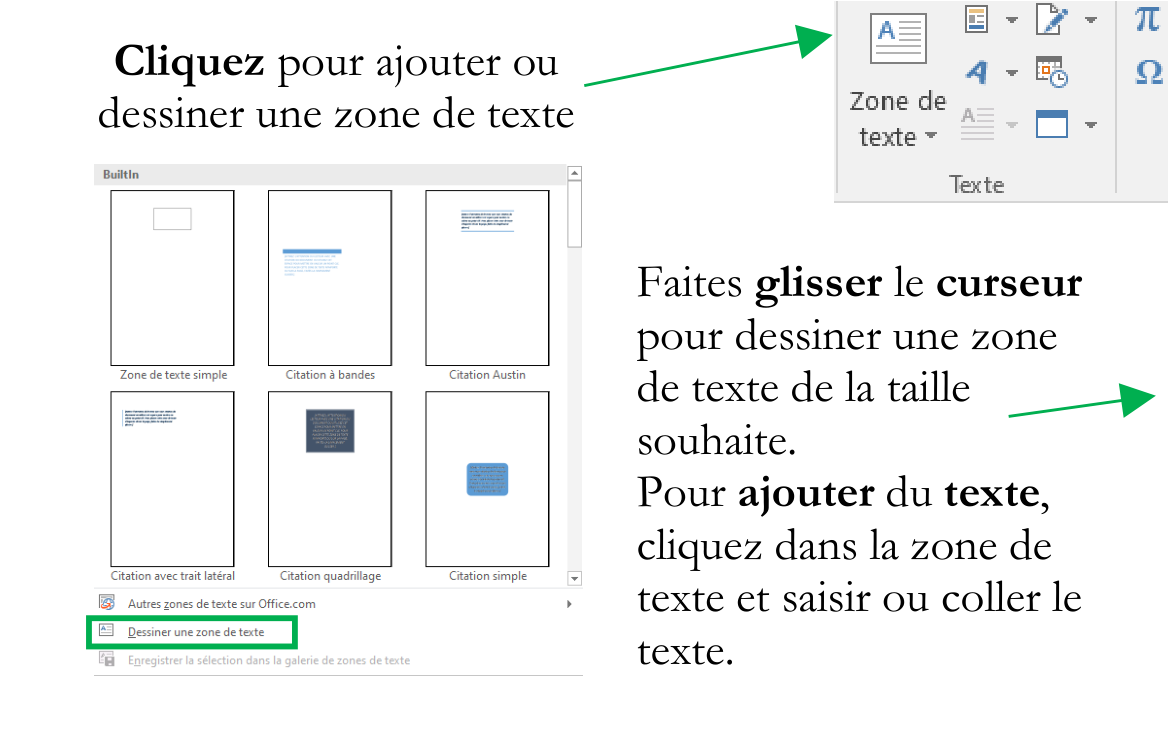 Cliquez pour ajouter ou
dessiner une zone de texte
Zone de
texte
Texte
π
Ω
BuiltIn
Zone de texte simple
Citation à bandes
Citation Austin
Citation avec trait latéral
Citation quadrillage
Citation simple
Autres zones de texte sur Office.com
Dessiner une zone de texte
Enregistrer la sélection dans la galerie de zones de texte
Faites glisser le curseur
pour dessiner une zone
de texte de la taille
souhaite.
Pour ajouter du texte,
cliquez dans la zone de
texte et saisir ou coller le
texte.